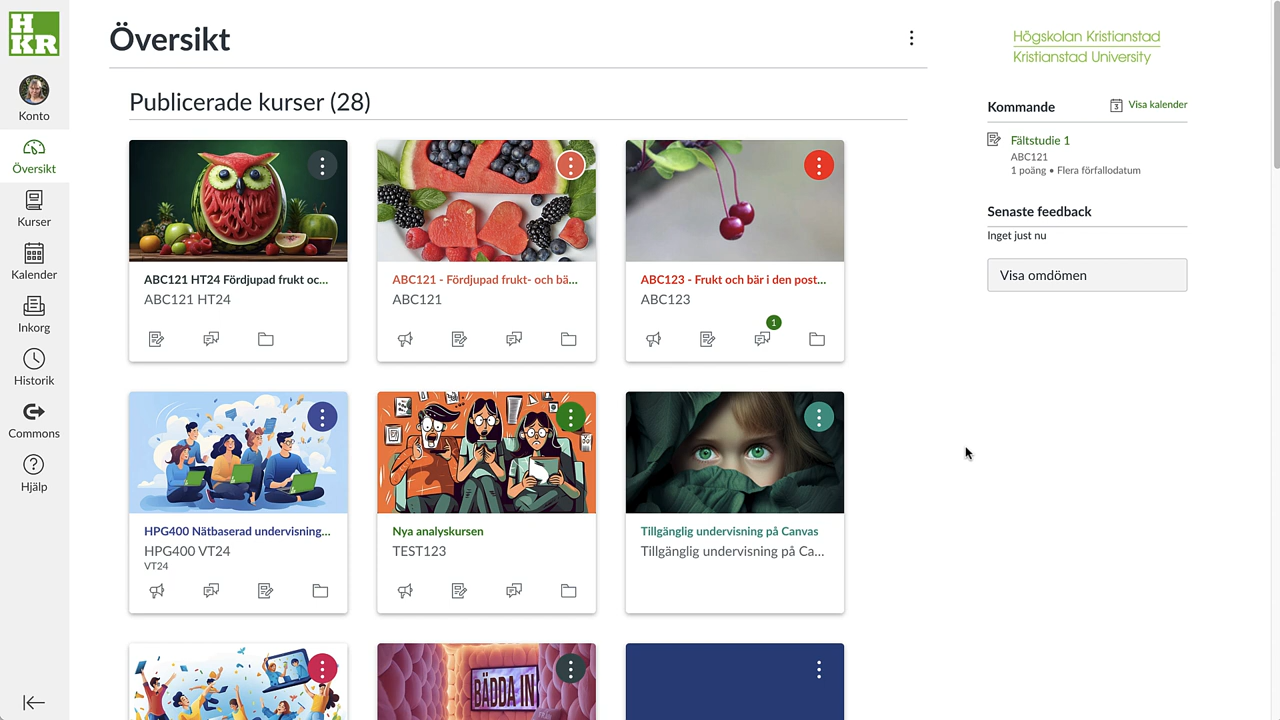 H
KR
Konto
Översikt
Kurser
Kalender
Inkorg
Historik
Commons
Hjälp
Översikt
Publicerade kurser (28)
ABC121 HT24 Fördjupad frukt oc...
ABC121 HT24
ABC121 - Fördjupad frukt- och bä...
ABC121
ABC123 - Frukt och bär i den post...
ABC123
1
HPG400 Nätbaserad undervisning...
HPG400 VT24
VT24
Nya analyskursen
TEST123
Tillgänglig undervisning på Canvas
Tillgänglig undervisning på Ca...
BÄDDA IN
Högskolan Kristianstad
Kristianstad University
Kommande
3
Visa kalender
Fältstudie 1
ABC121
1 poäng • Flera förfallodatum
Senaste feedback
Inget just nu
Visa omdömen